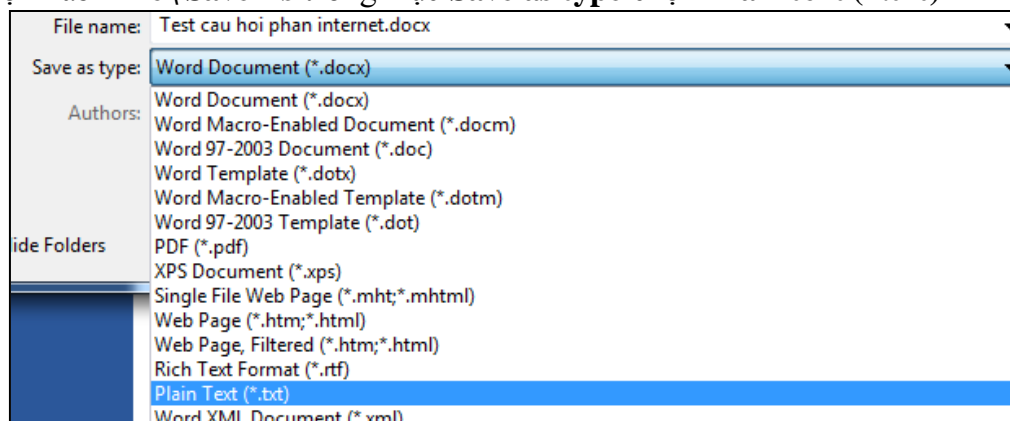 File name: Test cau hoi phan internet.docx
Save as type: Word Document (*.docx)
Authors:
Word Document (*.docx)
Word Macro-Enabled Document (*.docm)
Word 97-2003 Document (*.doc)
Word Template (*.dotx)
Word Macro-Enabled Template (*.dotm)
Word 97-2003 Template (*.dot)
ide Folders
PDF (*.pdf)
XPS Document (*.xps)
Single File Web Page (*.mht;*.mhtml)
Web Page (*.htm;*.html)
Web Page, Filtered (*.htm;*.html)
Rich Text Format (*.rtf)
Plain Text (*.txt)
Word XML Document (*.xml)